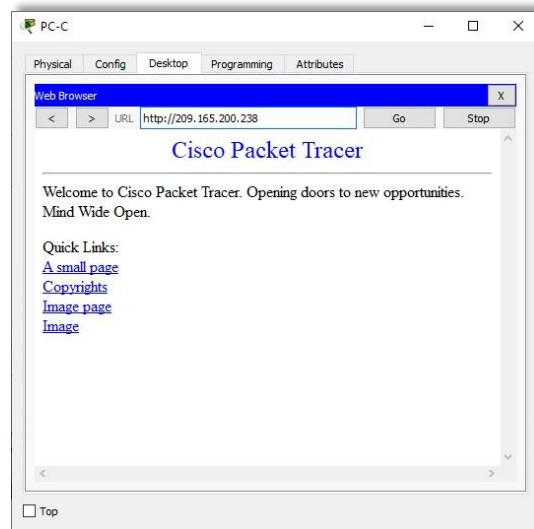 PC-C
Physical Config Desktop Programming Attributes
Web Browser X
< > URL http://209.165.200.238 Go Stop
Cisco Packet Tracer
Welcome to Cisco Packet Tracer. Opening doors to new opportunities.
Mind Wide Open.
Quick Links:
A small page
Copyrights
Image page
Image
Top